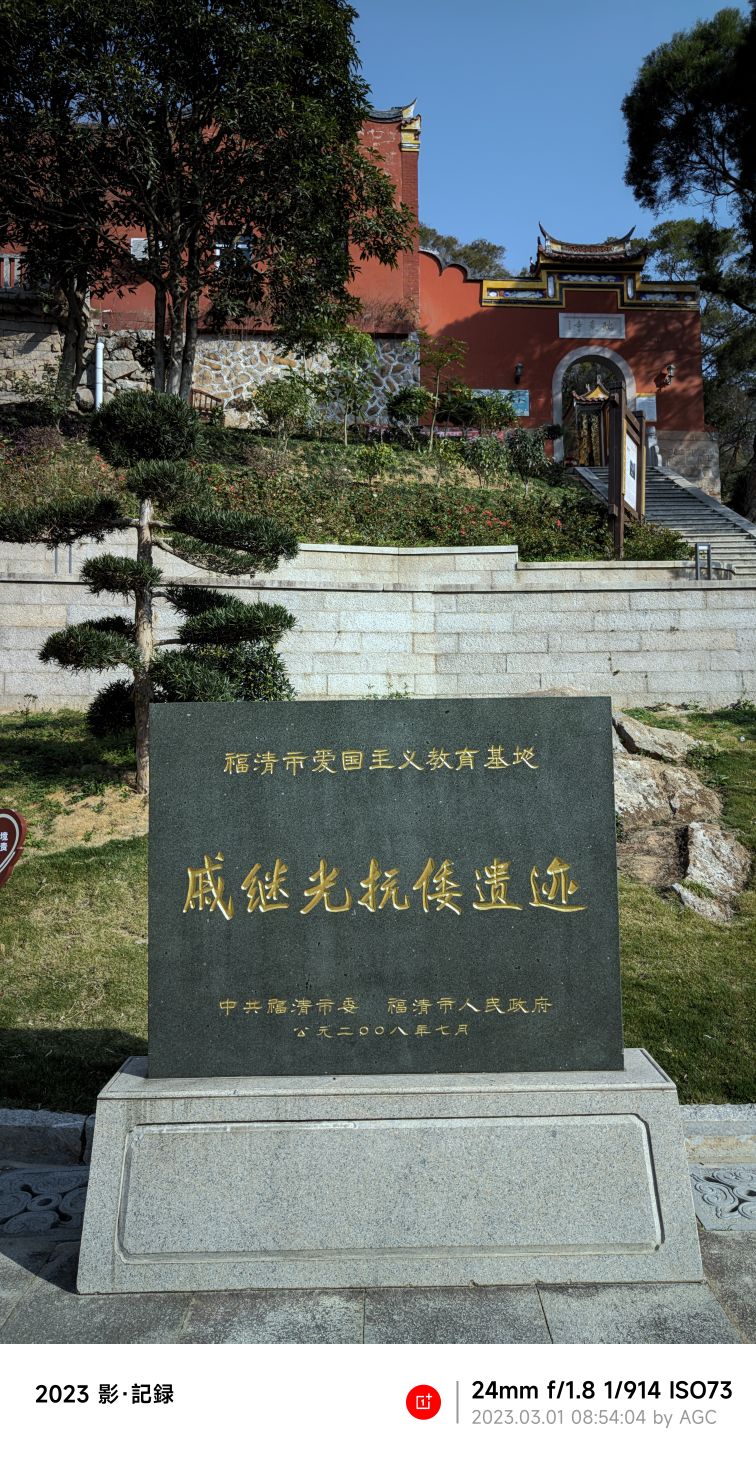 福清市爱国主义教育基地
戚继光抗倭遗迹
中共福清市委 福清市人民政府
公元二〇〇八年七月
2023 影·記録
24mm f/1.8 1/914 ISO73
2023.03.01 08:54:04 by AGC